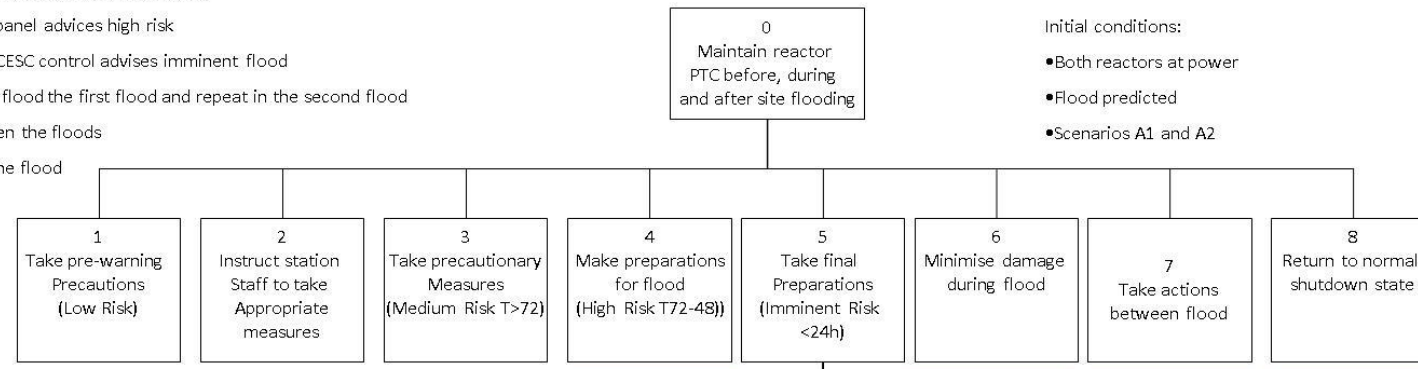 panel advices high risk
CESC control advises imminent flood
flood the first flood and repeat in the second flood
the floods
flood
0
Maintain reactor
PTC before, during
and after site flooding
Initial conditions:
•Both reactors at power
•Flood predicted
•Scenarios A1 and A2
1
Take pre-warning
Precautions
(Low Risk)
2
Instruct station
Staff to take
Appropriate
measures
3
Take precautionary
Measures
(Medium Risk T>72)
4
Make preparations
for flood
(High Risk T72-48))
5
Take final
Preparations
(Imminent Risk
<24h)
6
Minimise damage
during flood
7
Take actions
between flood
8
Return to normal
shutdown state